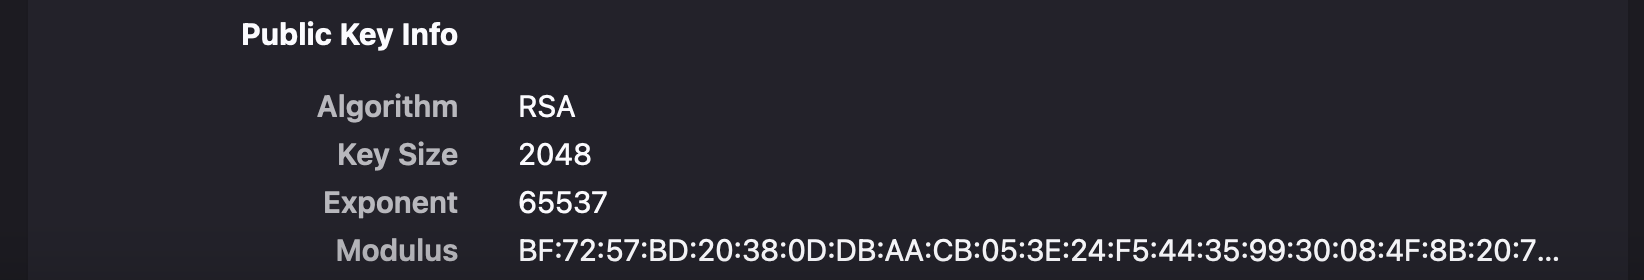 Public Key Info
Algorithm RSA
Key Size 2048
Exponent 65537
Modulus BF:72:57:BD:20:38:0D:DB:AA:CB:05:3E:24:F5:44:35:99:30:08:4F:8B:20:7...